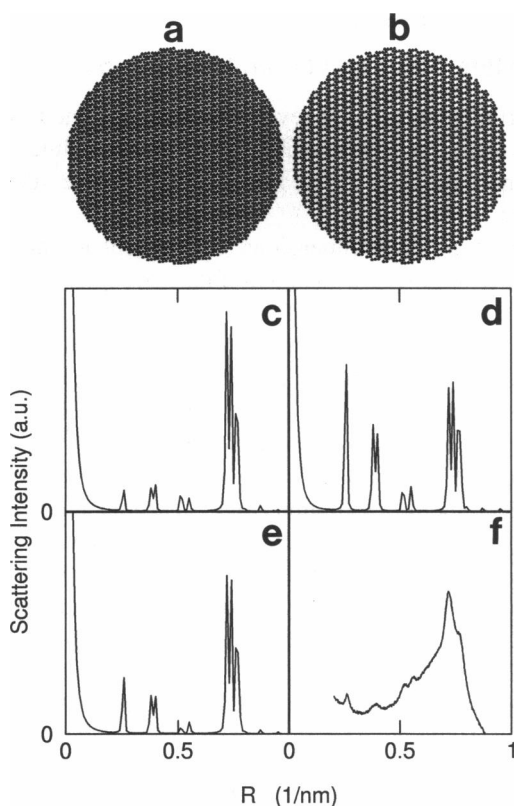 a b
c d
e f
Scattering Intensity (a.u.)
0
0
0 0.5 0 0.5 1
R (1/nm)